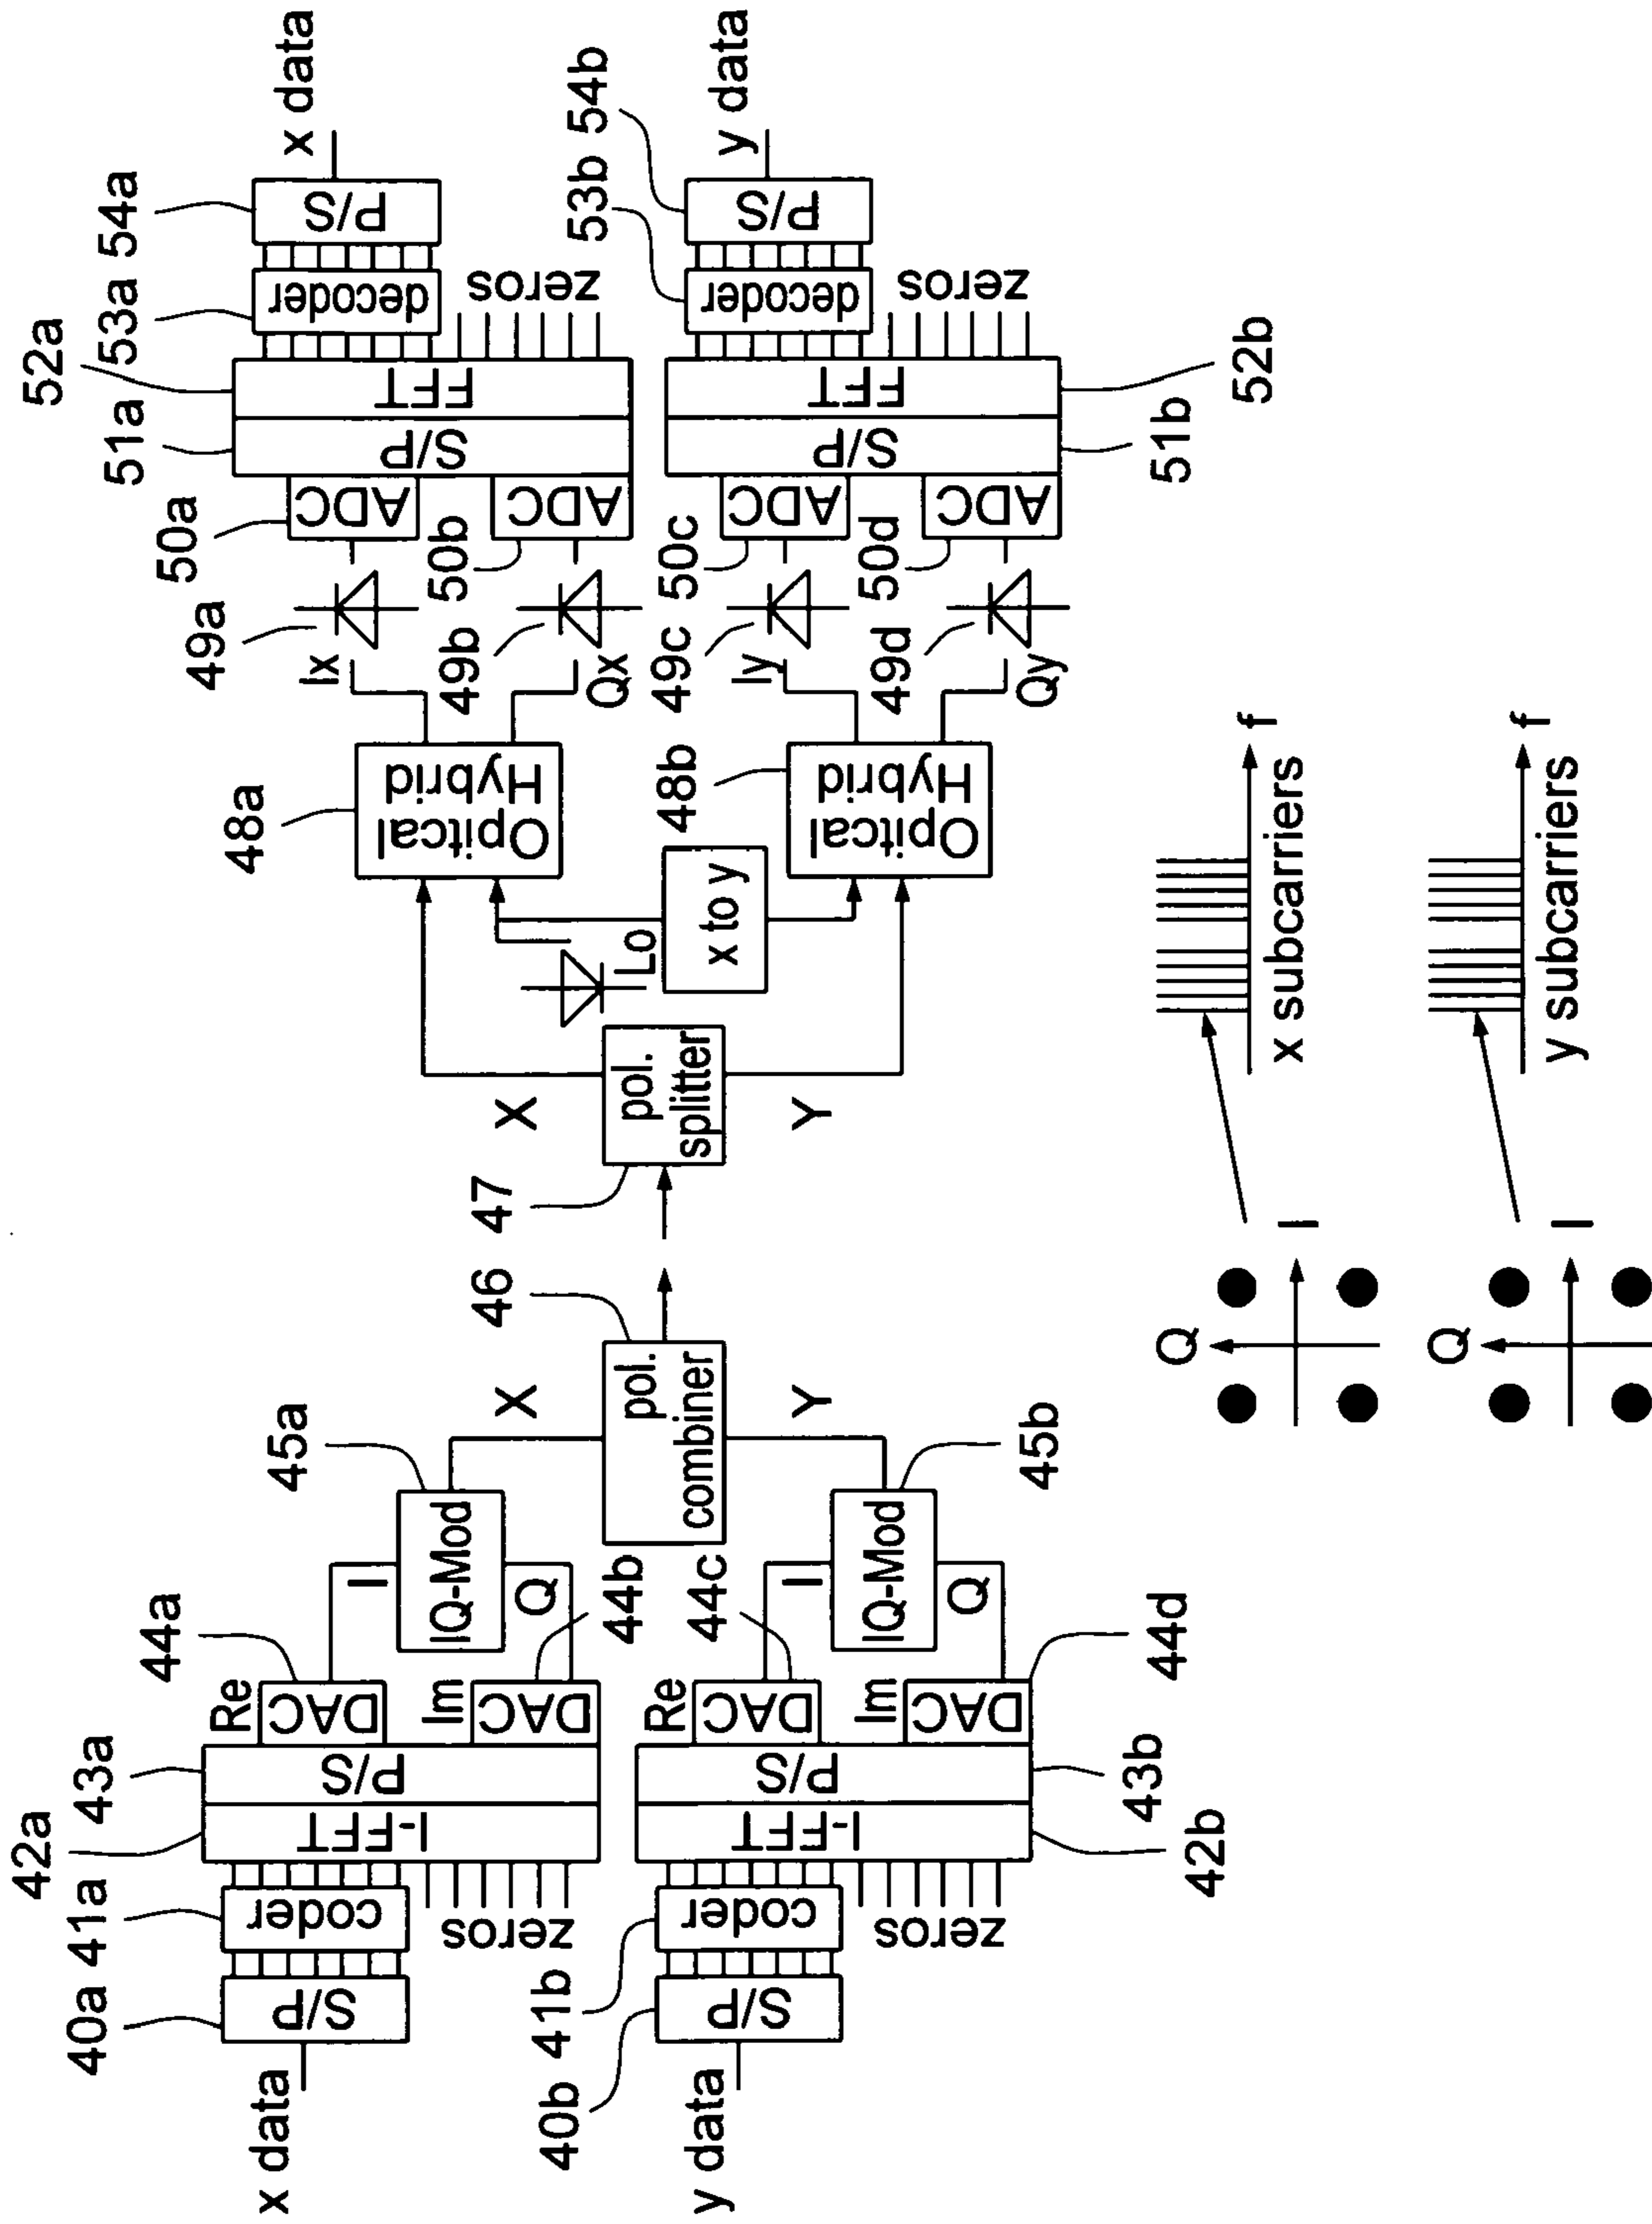 42a
43a
40a 41a
44a
45a
Re
x data
S/P
coder
I-FFT
P/S
DAC
I
IQ-Mod
zeros
Im
DAC
Q
44b
X
40b 41b
44c
Re
y data
S/P
coder
I-FFT
P/S
DAC
I
IQ-Mod
zeros
Im
DAC
Q
Y
42b
43b
44d
45b
46
pol.
combiner
47
pol.
splitter
X
Y
48a
Opitcal
Hybrid
Lo
x to y
48b
Opitcal
Hybrid
49a
Ix
49b
Qx
49c
Iy
49d
Qy
50a
ADC
50b
ADC
50c
ADC
50d
ADC
51a
52a
S/P
FFT
53a 54a
decoder
P/S
x data
zeros
S/P
FFT
53b 54b
decoder
P/S
y data
zeros
51b
52b
Q
I
f
x subcarriers
Q
I
f
y subcarriers